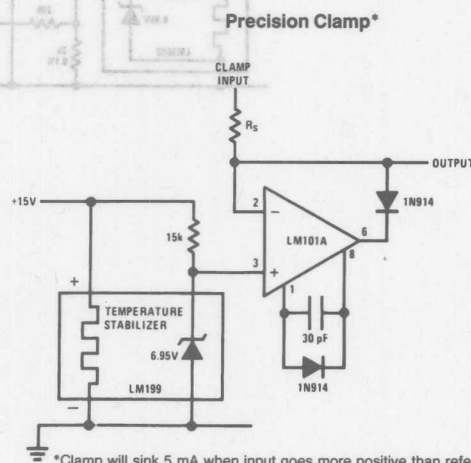 Precision Clamp*
CLAMP
INPUT
RS
OUTPUT
+15V
2
1N914
15k
6
LM101A
8
3
1
+
TEMPERATURE
STABILIZER
30 pF
6.95V
1N914
LM199
*Clamp will sink 5 mA when input goes more positive than refe